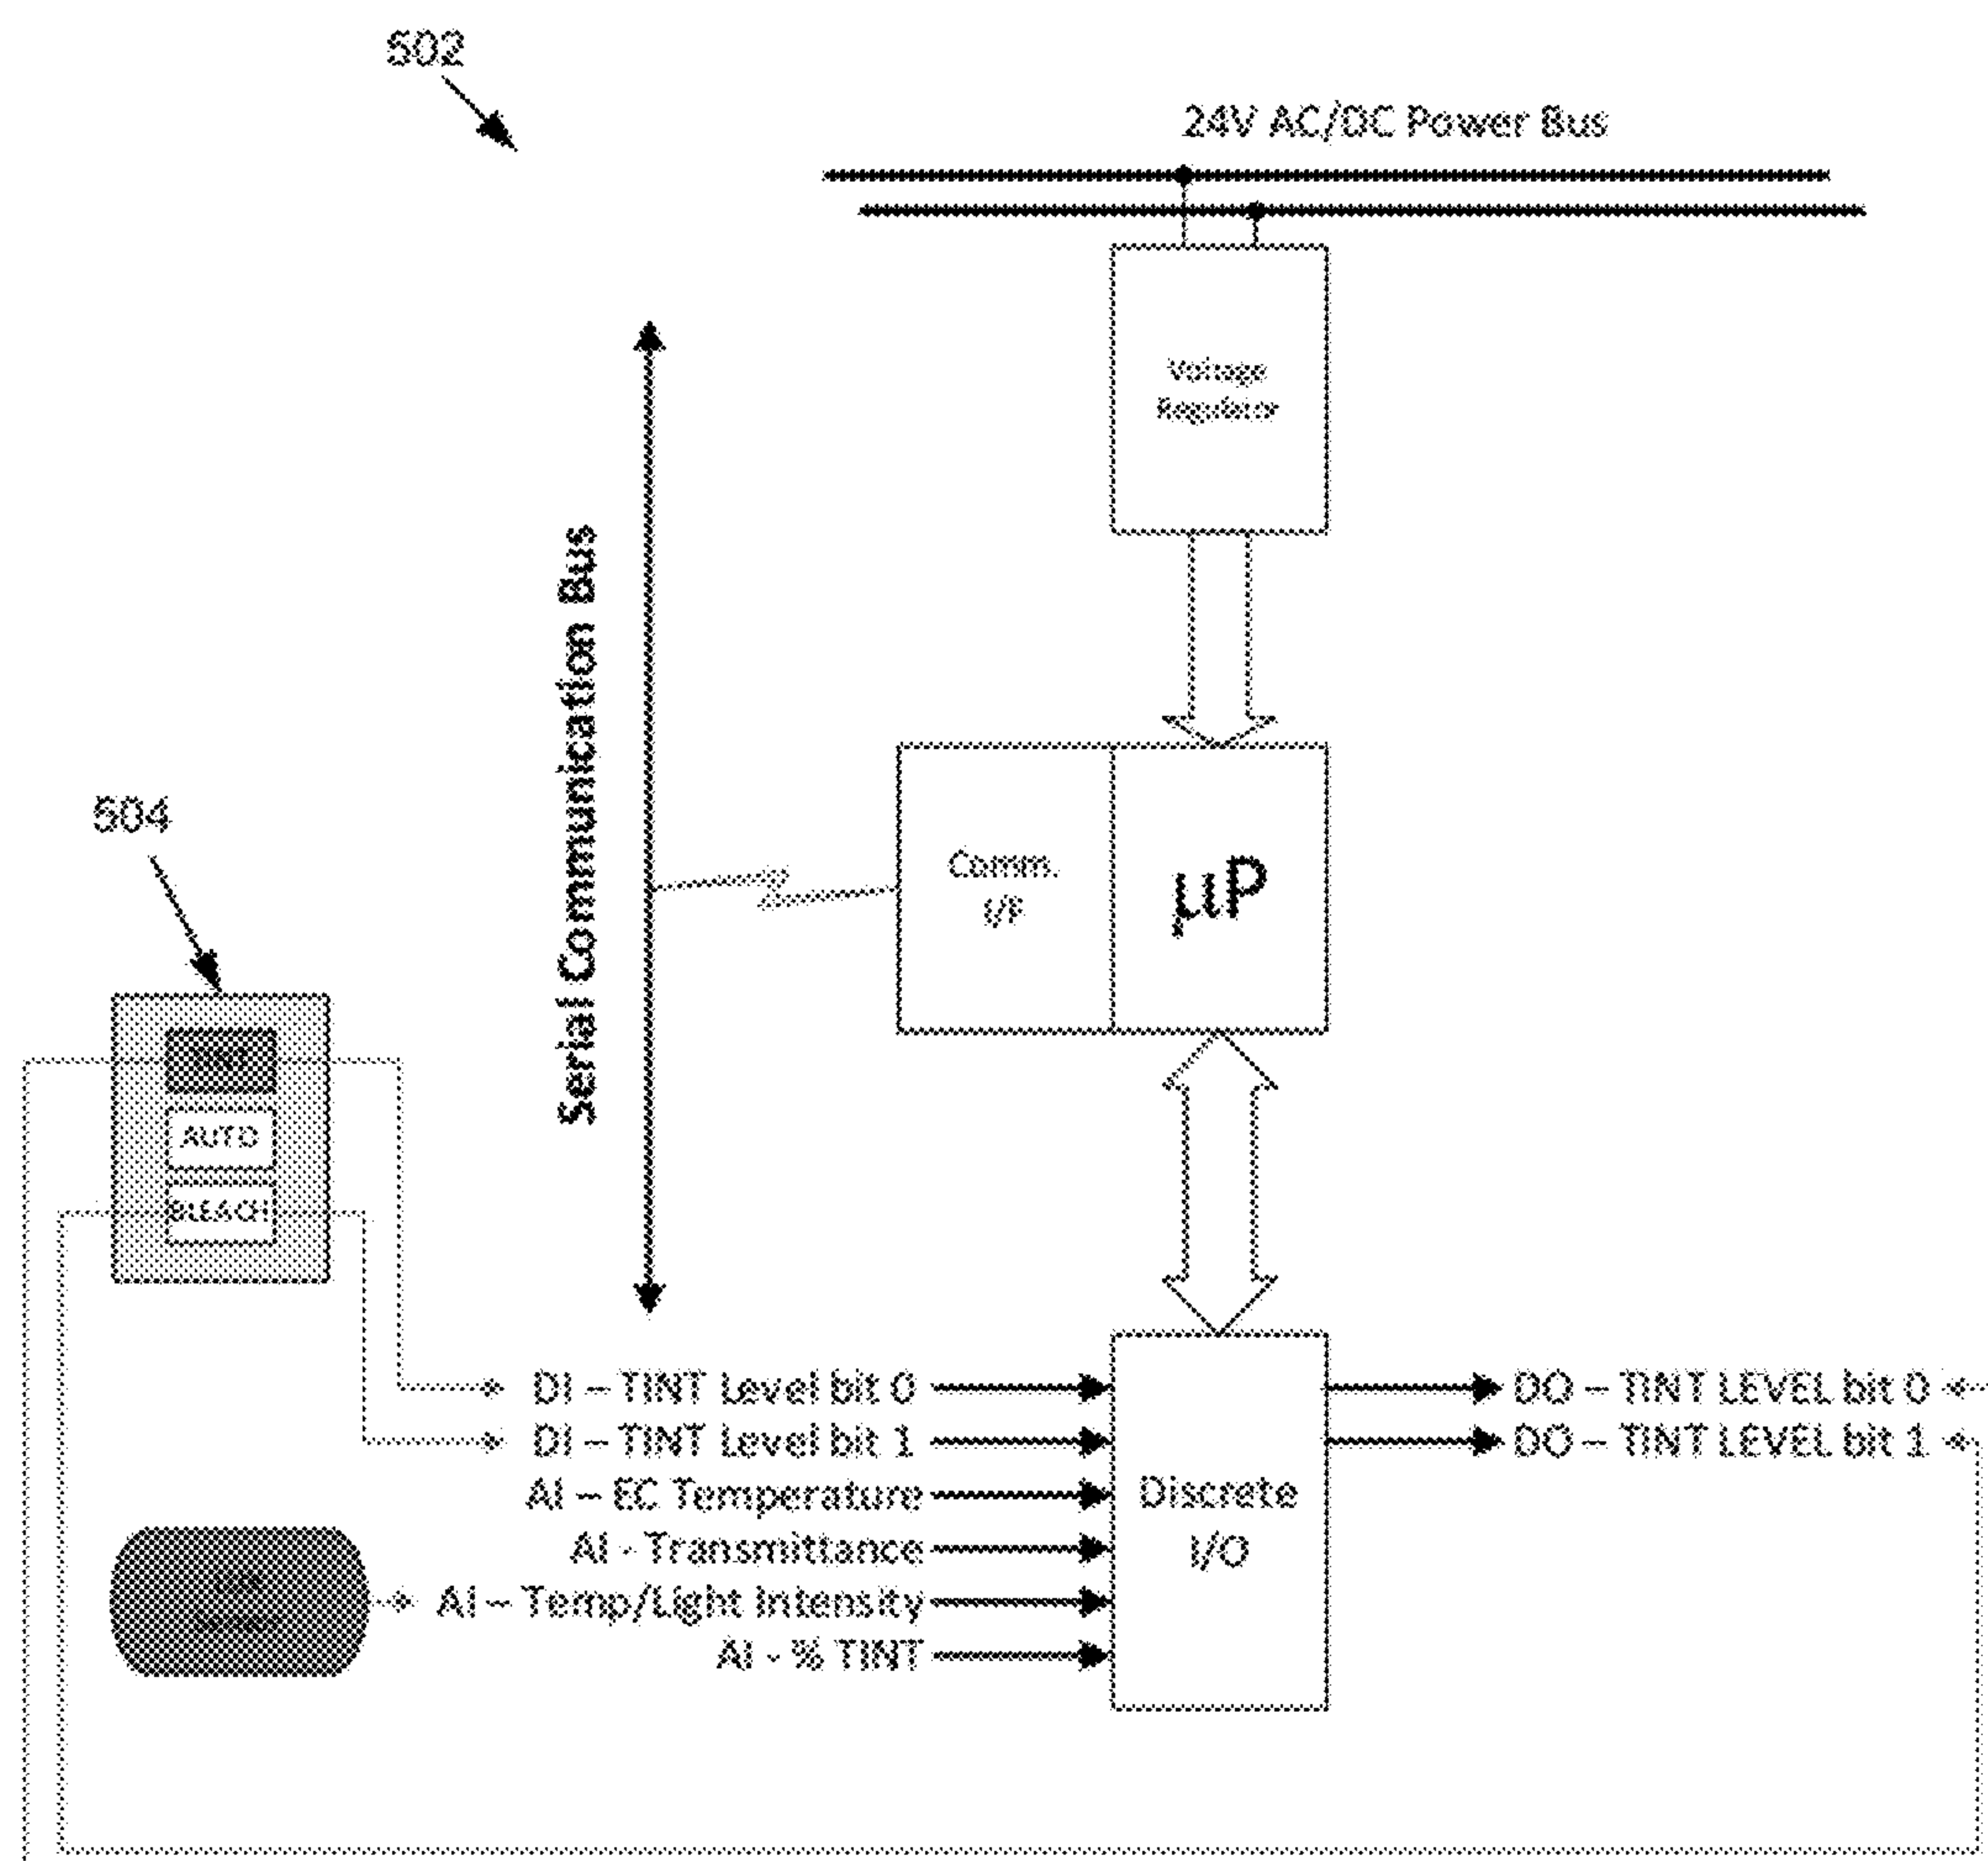 502
24V AC/DC Power Bus
Voltage
Regulator
Serial Communication Bus
504
Comm.
I/F
µP
TINT
AUTO
BLEACH
DI – TINT Level bit 0
DI – TINT Level bit 1
AI – EC Temperature
AI - Transmittance
AI – Temp/Light Intensity
AI - % TINT
Discrete
I/O
DO – TINT LEVEL bit 0
DO – TINT LEVEL bit 1